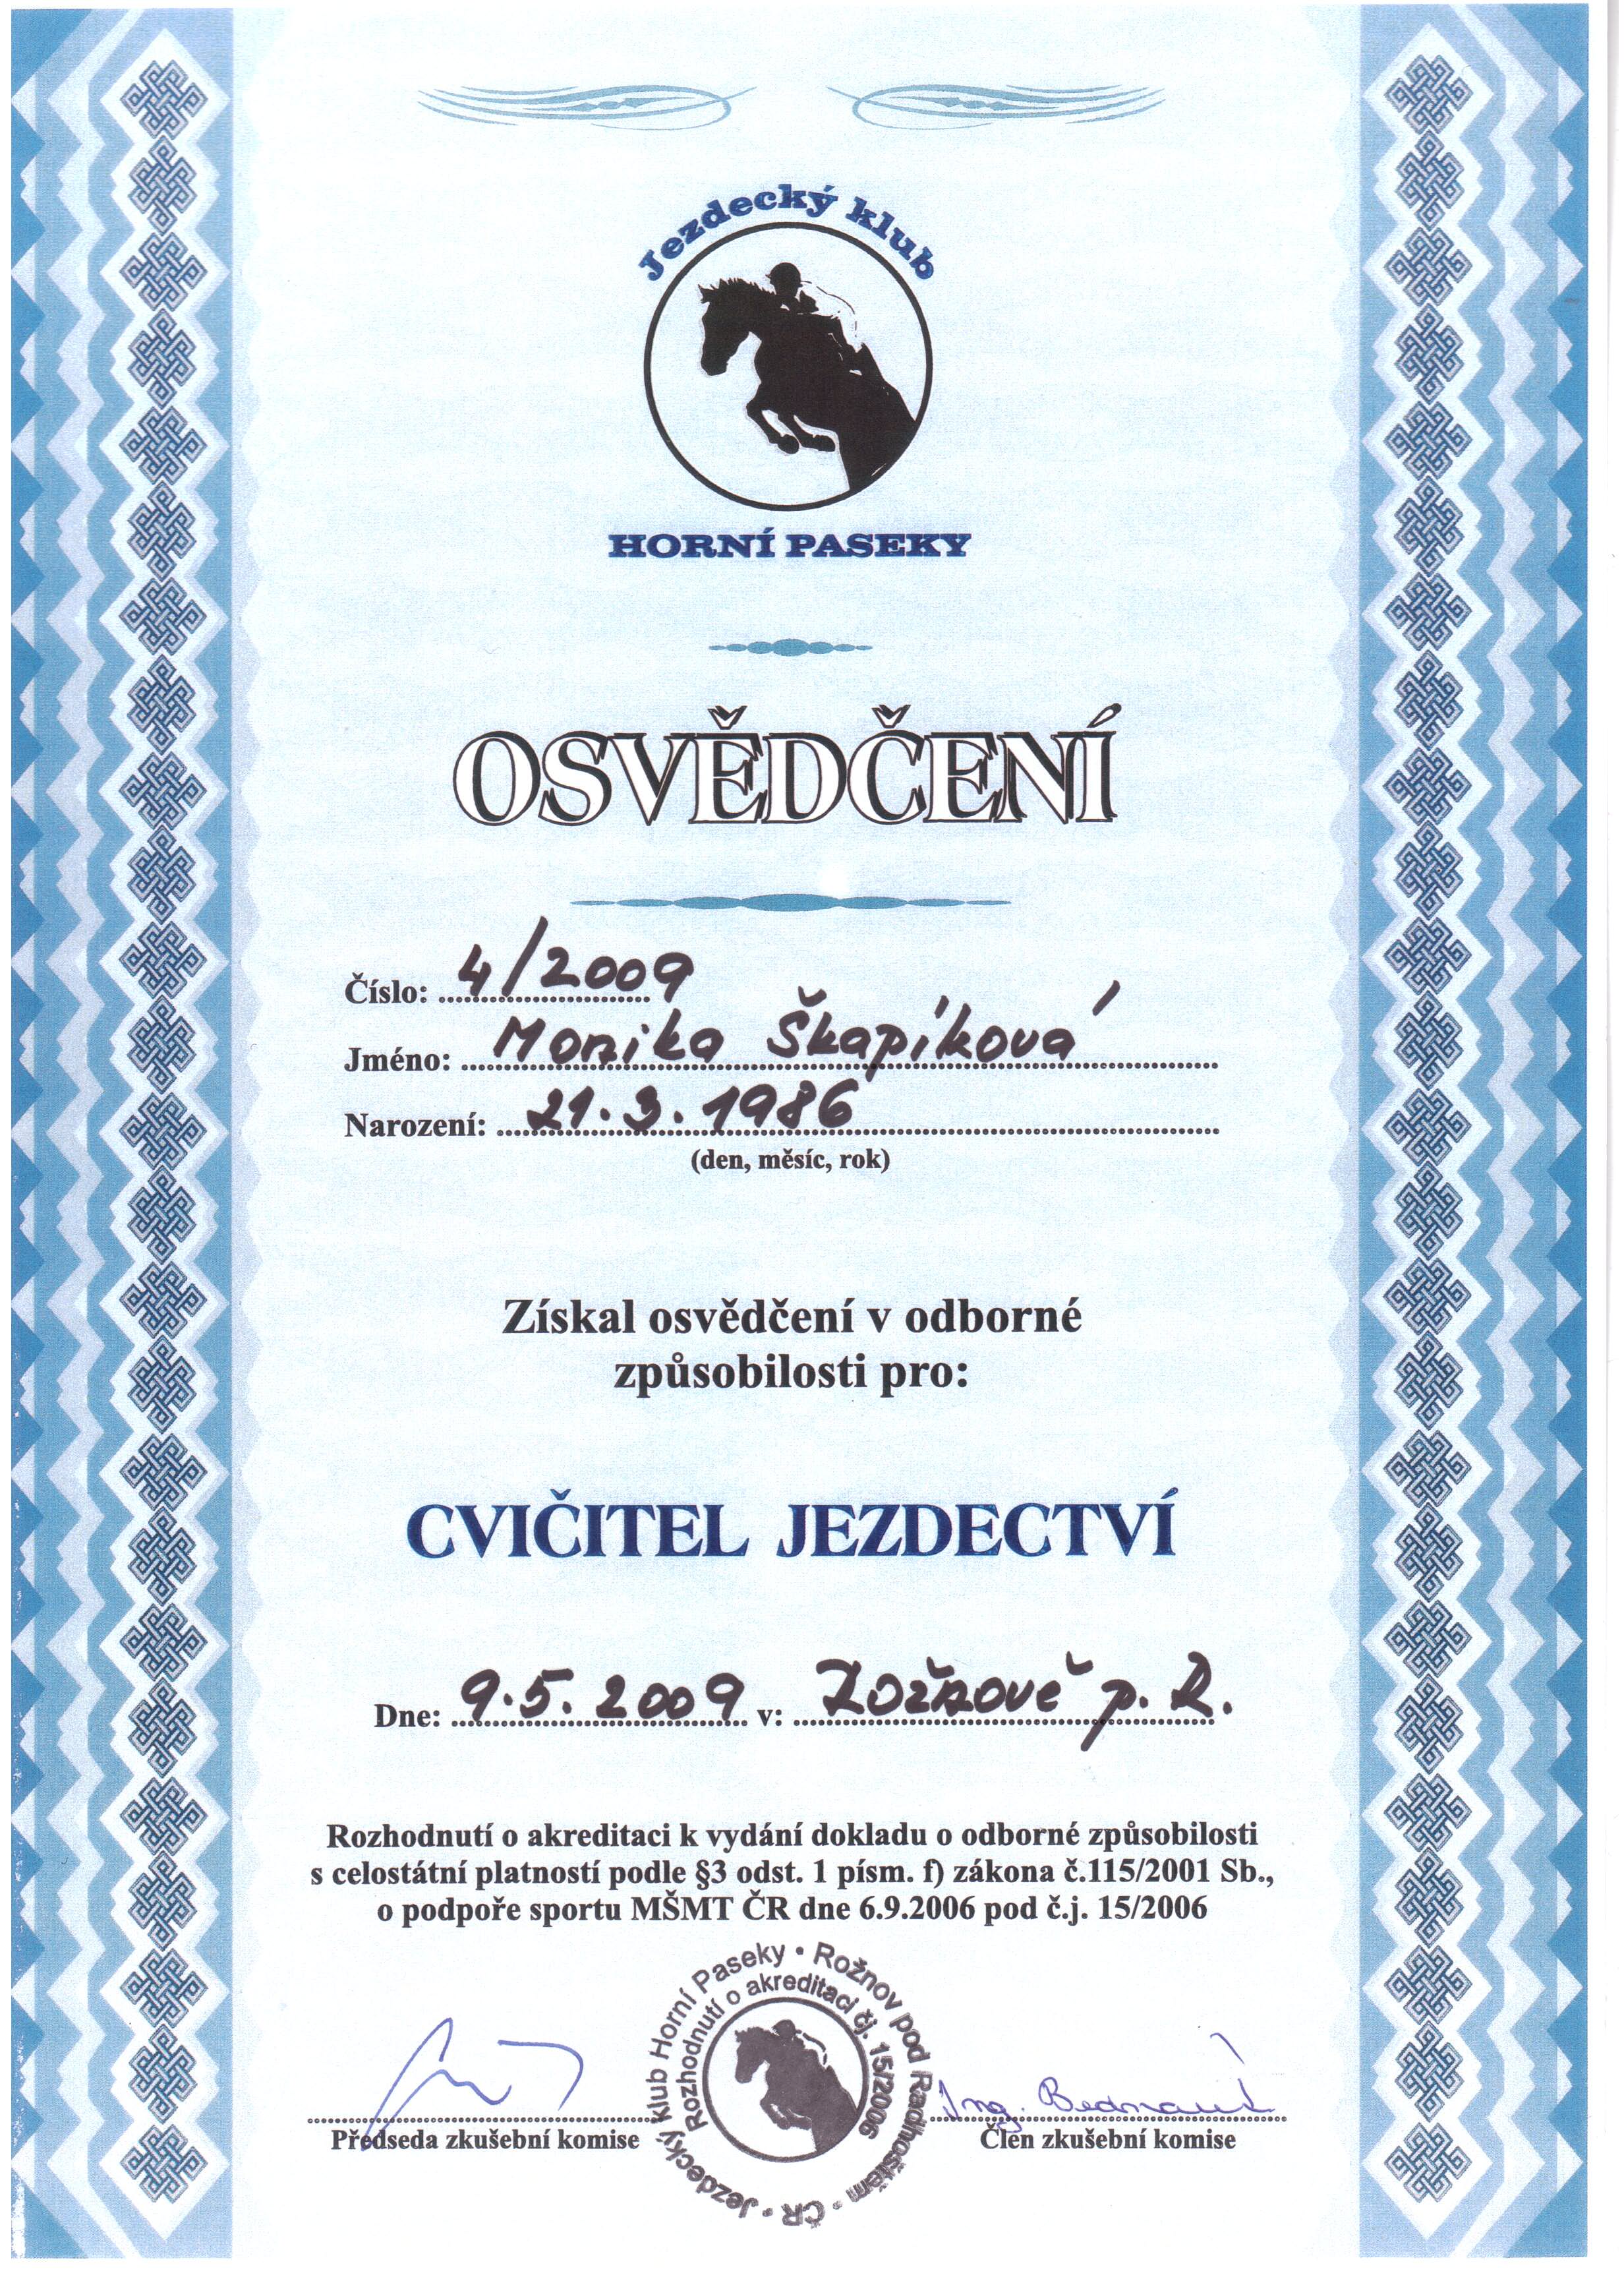 Jezdecký klub
HORNÍ PASEKY
OSVĚDČENÍ
Číslo: 4/2009
Jméno: Monika Škapíková
Narození: 21.3.1986
(den, měsíc, rok)
Získal osvědčení v odborné
způsobilosti pro:
CVIČITEL JEZDECTVÍ
Dne: 9.5.2009 v: Rožnově p. R.
Rozhodnutí o akreditaci k vydání dokladu o odborné způsobilosti
s celostátní platností podle §3 odst. 1 písm. f) zákona č.115/2001 Sb.,
o podpoře sportu MŠMT ČR dne 6.9.2006 pod č.j. 15/2006
Jezdecký klub Horní Paseky • Rožnov pod Radhoštěm • ČR •
Rozhodnutí o akreditaci čj. 15/2006
Ing.
Předseda zkušební komise
Člen zkušební komise